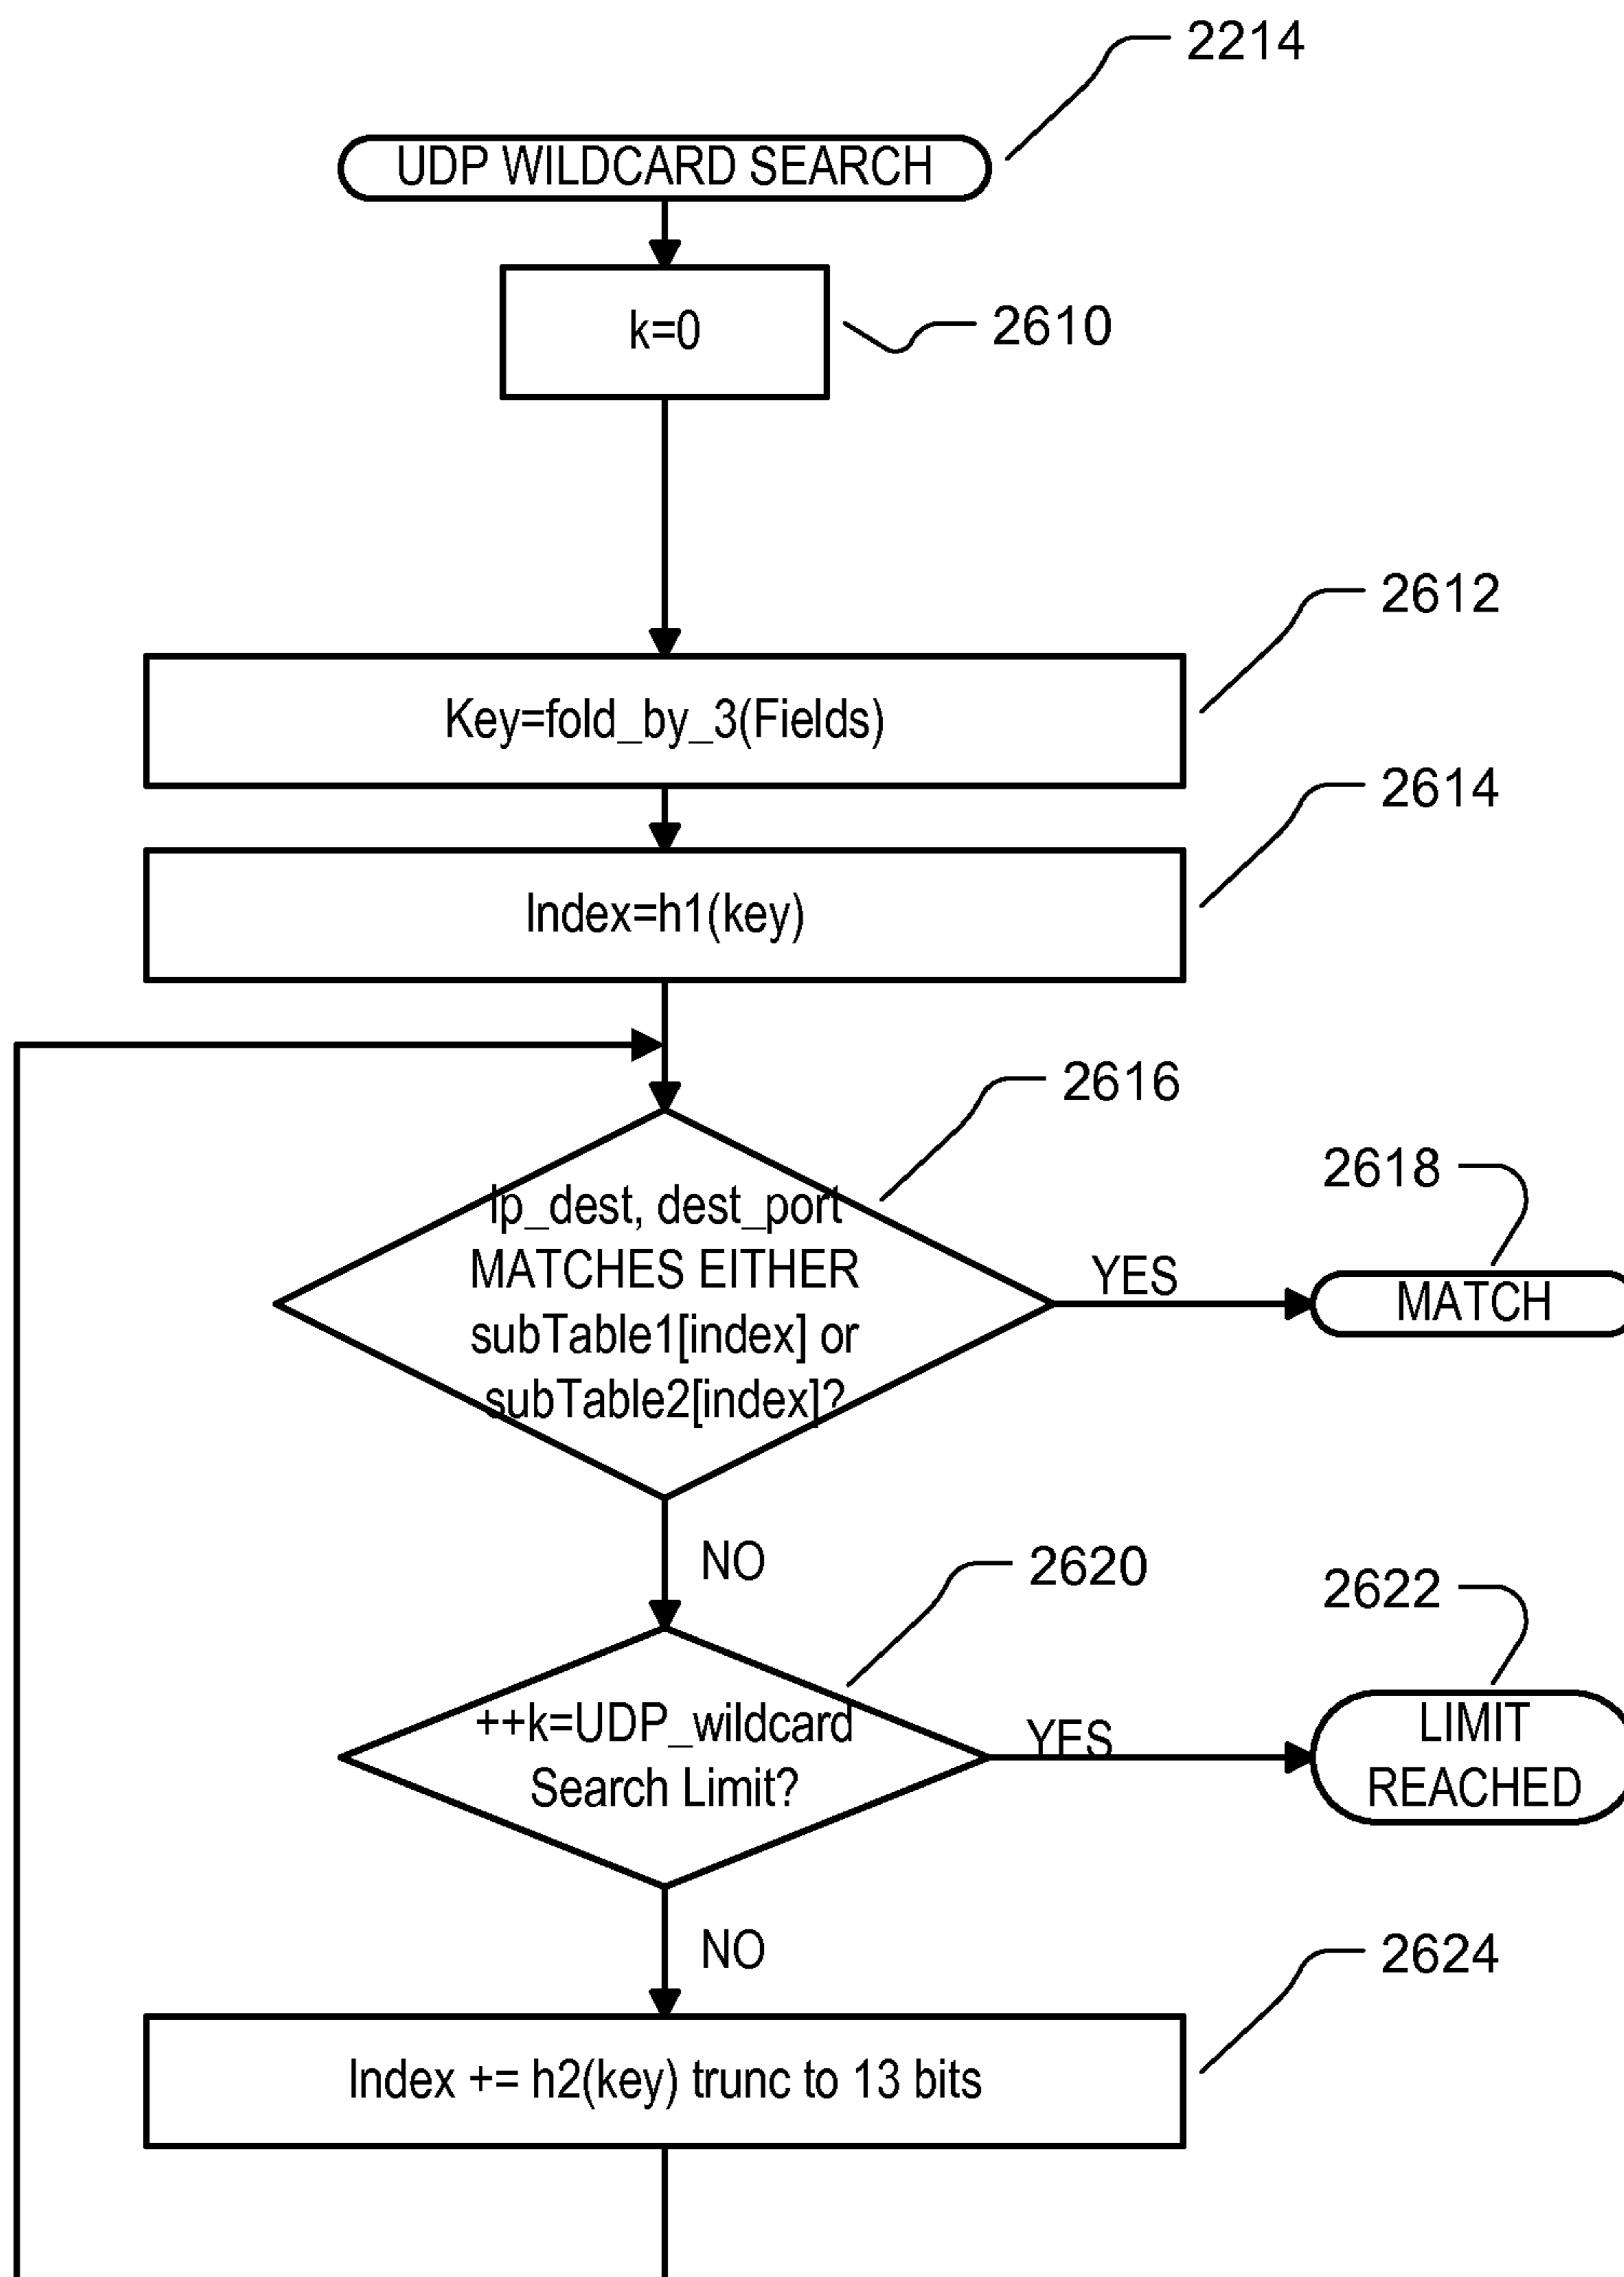 2214
UDP WILDCARD SEARCH
k=0
2610
2612
Key=fold_by_3(Fields)
2614
Index=h1(key)
2616
Ip_dest, dest_port
MATCHES EITHER
subTable1[index] or
subTable2[index]?
YES
2618
MATCH
NO
2620
++k=UDP_wildcard
Search Limit?
YES
2622
LIMIT
REACHED
NO
2624
Index += h2(key) trunc to 13 bits